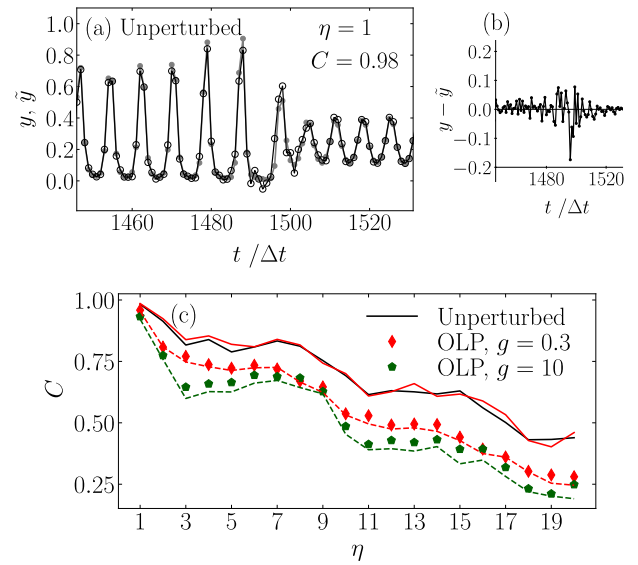 (a) Unperturbed
η = 1
C = 0.98
y, ỹ
1.0
0.8
0.6
0.4
0.2
0.0
1460
1480
1500
1520
t /Δt
(b)
y − ỹ
0.2
0.1
0.0
−0.1
−0.2
1480
1520
t /Δt
(c)
Unperturbed
OLP, g = 0.3
OLP, g = 10
C
1.00
0.75
0.50
0.25
1 3 5 7 9 11 13 15 17 19
η